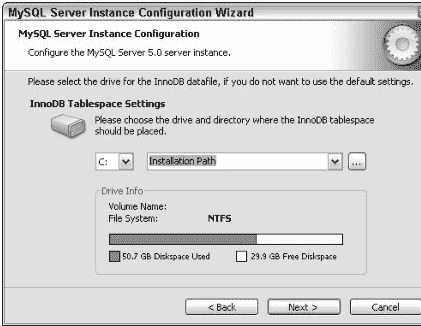 MySQL Server Instance Configuration Wizard
MySQL Server Instance Configuration
Configure the MySQL Server 5.0 server instance.
Please select the drive for the InnoDB datafile, if you do not want to use the default settings.
InnoDB Tablespace Settings
Please choose the drive and directory where the InnoDB tablespace
should be placed.
C: Installation Path ...
Drive Info
Volume Name:
File System: NTFS
50.7 GB Diskspace Used 29.9 GB Free Diskspace
< Back Next > Cancel